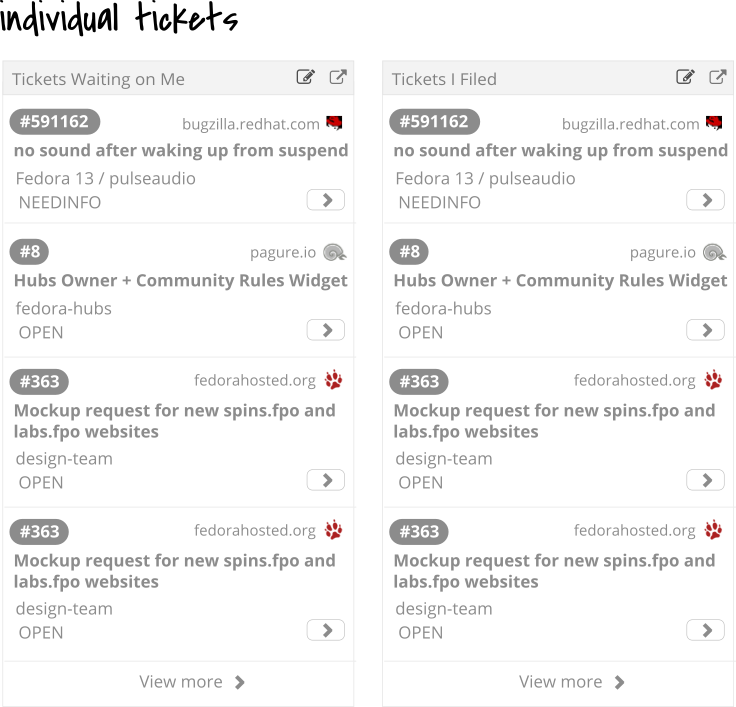 individual tickets
Tickets Waiting on Me
#591162
bugzilla.redhat.com
no sound after waking up from suspend
Fedora 13 / pulseaudio
NEEDINFO
#8
pagure.io
Hubs Owner + Community Rules Widget
fedora-hubs
OPEN
#363
fedorahosted.org
Mockup request for new spins.fpo and
labs.fpo websites
design-team
OPEN
#363
fedorahosted.org
Mockup request for new spins.fpo and
labs.fpo websites
design-team
OPEN
View more
Tickets I Filed
#591162
bugzilla.redhat.com
no sound after waking up from suspend
Fedora 13 / pulseaudio
NEEDINFO
#8
pagure.io
Hubs Owner + Community Rules Widget
fedora-hubs
OPEN
#363
fedorahosted.org
Mockup request for new spins.fpo and
labs.fpo websites
design-team
OPEN
#363
fedorahosted.org
Mockup request for new spins.fpo and
labs.fpo websites
design-team
OPEN
View more